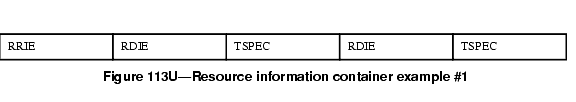 RRIE RDIE TSPEC RDIE TSPEC
Figure 113U—Resource information container example #1